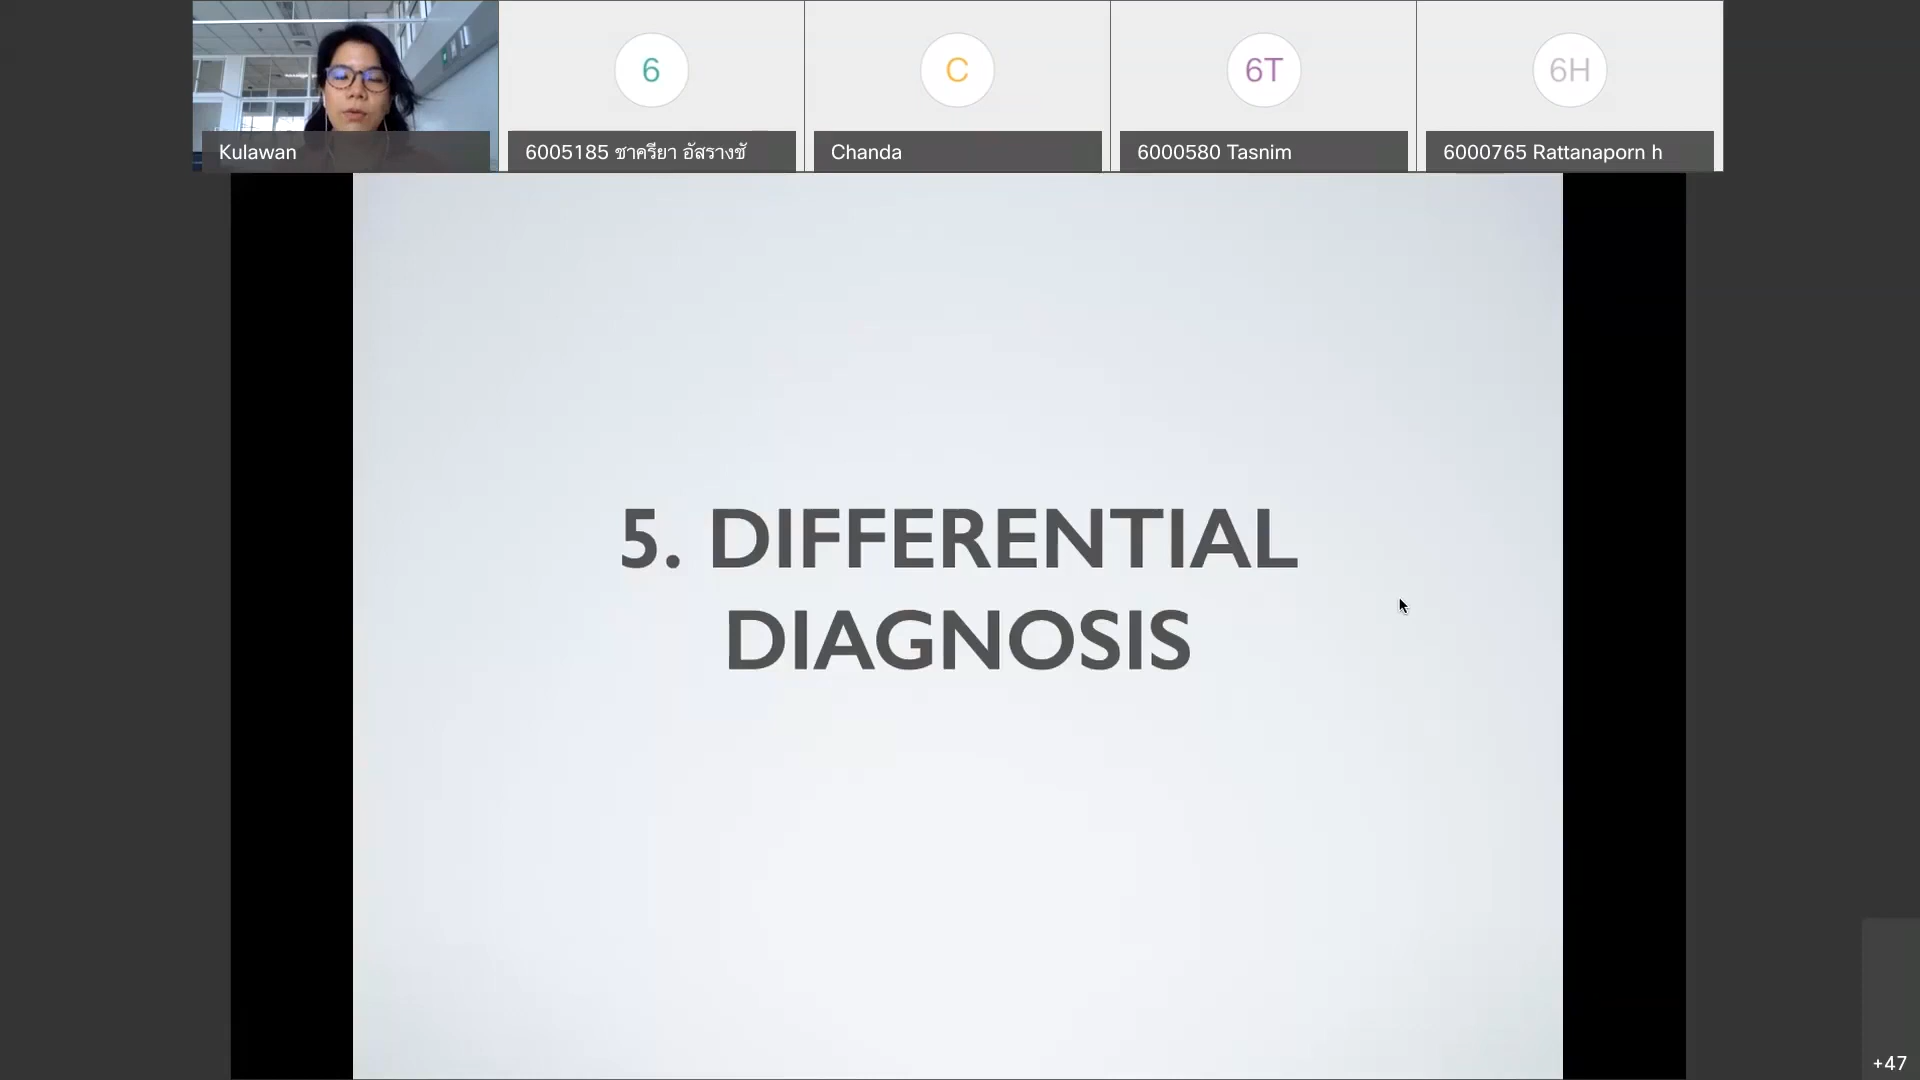 6
C
6T
6H
Kulawan
6005185 ชาครียา อัสรางชั
Chanda
6000580 Tasnim
6000765 Rattanaporn h
5. DIFFERENTIAL
DIAGNOSIS
+47